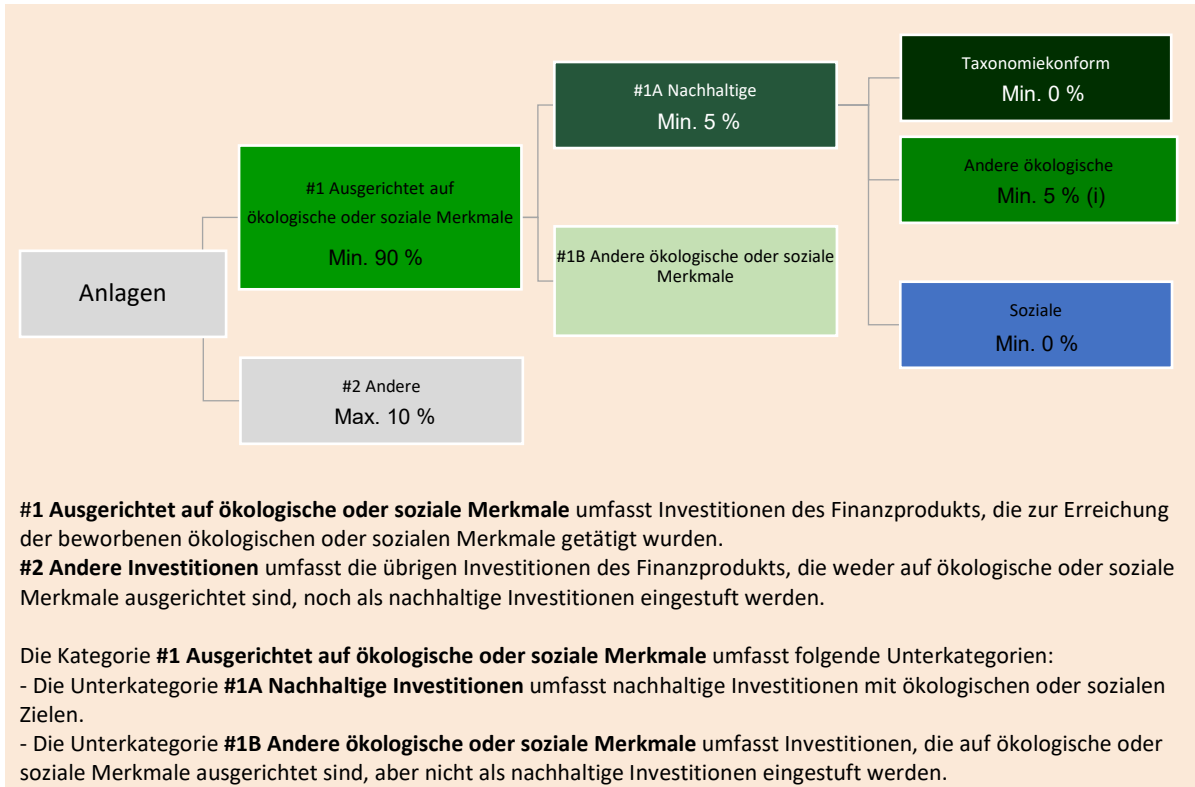 Anlagen
#1 Ausgerichtet auf
ökologische oder soziale Merkmale
Min. 90 %
#2 Andere
Max. 10 %
#1A Nachhaltige
Min. 5 %
#1B Andere ökologische oder soziale
Merkmale
Taxonomiekonform
Min. 0 %
Andere ökologische
Min. 5 % (i)
Soziale
Min. 0 %
#1 Ausgerichtet auf ökologische oder soziale Merkmale umfasst Investitionen des Finanzprodukts, die zur Erreichung
der beworbenen ökologischen oder sozialen Merkmale getätigt wurden.
#2 Andere Investitionen umfasst die übrigen Investitionen des Finanzprodukts, die weder auf ökologische oder soziale
Merkmale ausgerichtet sind, noch als nachhaltige Investitionen eingestuft werden.
Die Kategorie #1 Ausgerichtet auf ökologische oder soziale Merkmale umfasst folgende Unterkategorien:
- Die Unterkategorie #1A Nachhaltige Investitionen umfasst nachhaltige Investitionen mit ökologischen oder sozialen
Zielen.
- Die Unterkategorie #1B Andere ökologische oder soziale Merkmale umfasst Investitionen, die auf ökologische oder
soziale Merkmale ausgerichtet sind, aber nicht als nachhaltige Investitionen eingestuft werden.